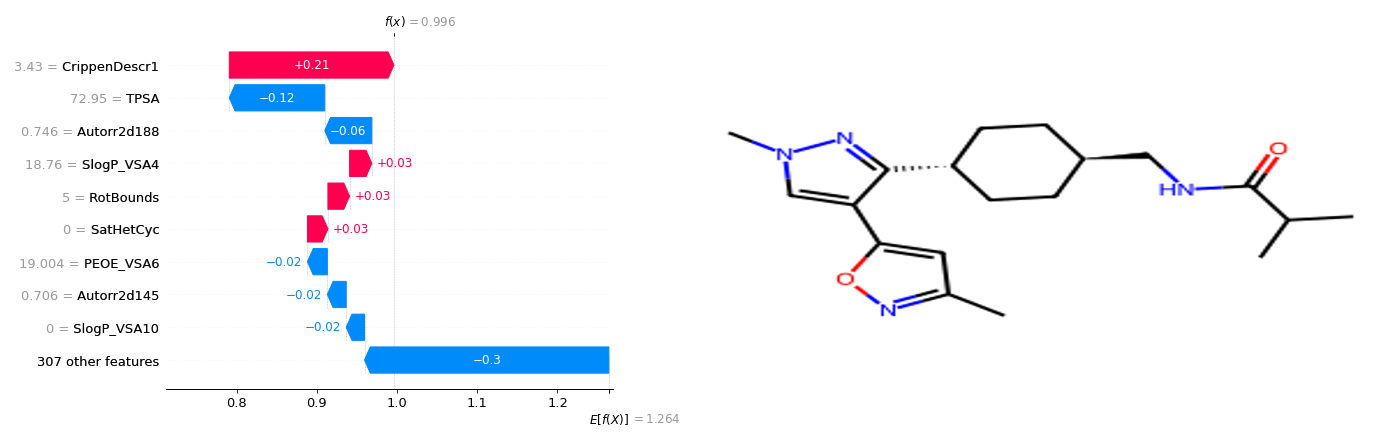 f(x) = 0.996
3.43 = CrippenDescr1
+0.21
72.95 = TPSA
−0.12
0.746 = Autorr2d188
−0.06
18.76 = SlogP_VSA4
+0.03
5 = RotBounds
+0.03
0 = SatHetCyc
+0.03
19.004 = PEOE_VSA6
−0.02
0.706 = Autorr2d145
−0.02
0 = SlogP_VSA10
−0.02
307 other features
−0.3
0.8 0.9 1.0 1.1 1.2
E[f(X)] = 1.264
N
N
O
N
HN
O